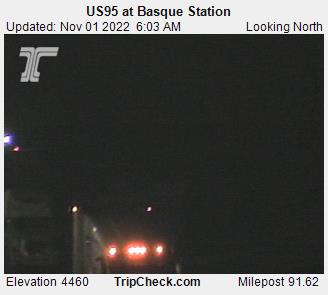 US95 at Basque Station
Updated: Nov 01 2022 6:03 AM Looking North
Elevation 4460 TripCheck.com Milepost 91.62